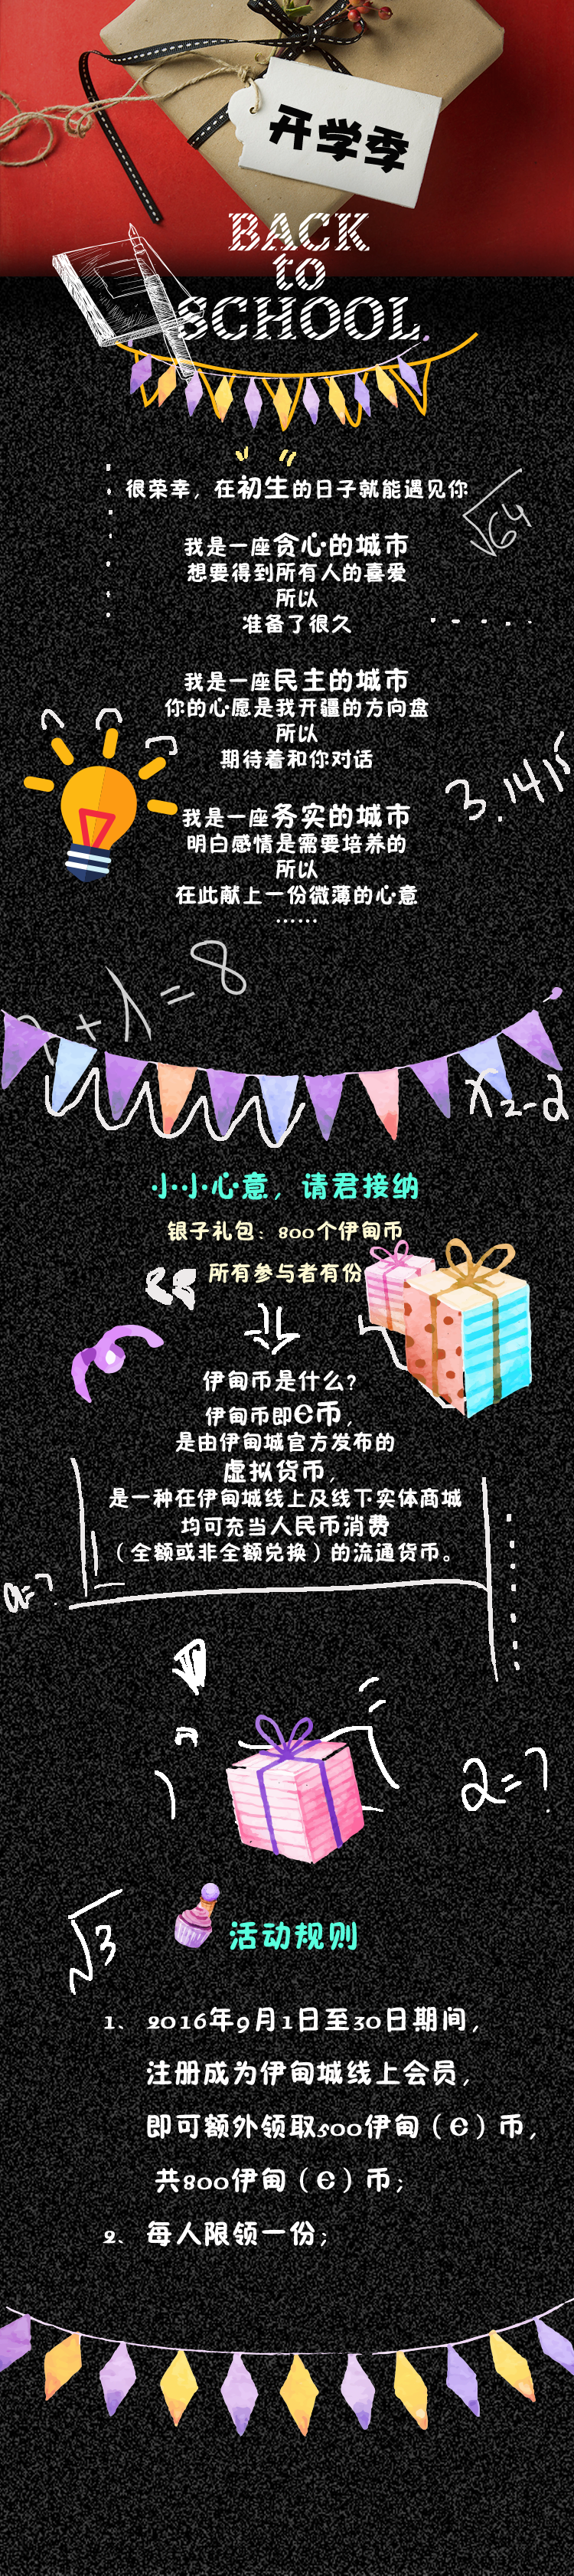 开学季
BACK
to
SCHOOL
很荣幸，在初生的日子就能遇见你
√64
我是一座贪心的城市
想要得到所有人的喜爱
所以
准备了很久
我是一座民主的城市
你的心愿是我开疆的方向盘
所以
期待着和你对话
3.1415
我是一座务实的城市
明白感情是需要培养的
所以
在此献上一份微薄的心意
……
+ = 8
x2-2
小小心意，请君接纳
银子礼包：800个伊甸币
所有参与者有份
伊甸币是什么？
伊甸币即e币，
是由伊甸城官方发布的
虚拟货币，
是一种在伊甸城线上及线下实体商城
均可充当人民币消费
（全额或非全额兑换）的流通货币。
a=?
2=?
√3
活动规则
1、2016年9月1日至30日期间，
注册成为伊甸城线上会员，
即可额外领取500伊甸（e）币，
共800伊甸（e）币；
2、每人限领一份；